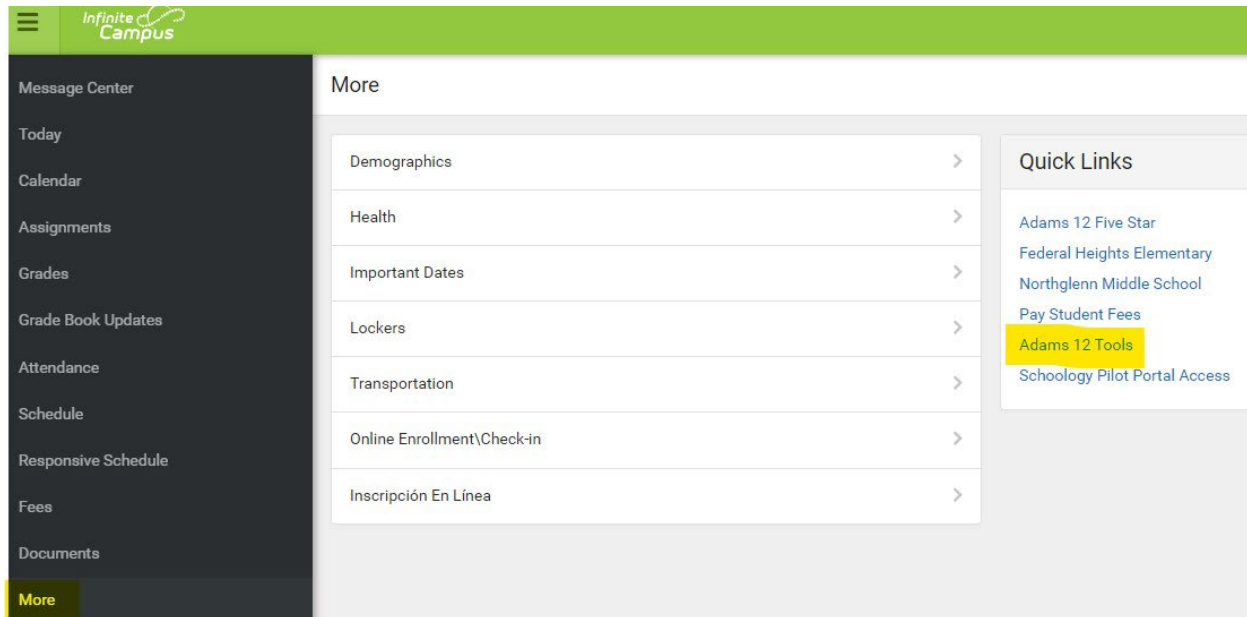 Infinite
Campus
Message Center
Today
Calendar
Assignments
Grades
Grade Book Updates
Attendance
Schedule
Responsive Schedule
Fees
Documents
More
More
Demographics
Health
Important Dates
Lockers
Transportation
Online Enrollment\Check-in
Inscripción En Línea
Quick Links
Adams 12 Five Star
Federal Heights Elementary
Northglenn Middle School
Pay Student Fees
Adams 12 Tools
Schoology Pilot Portal Access